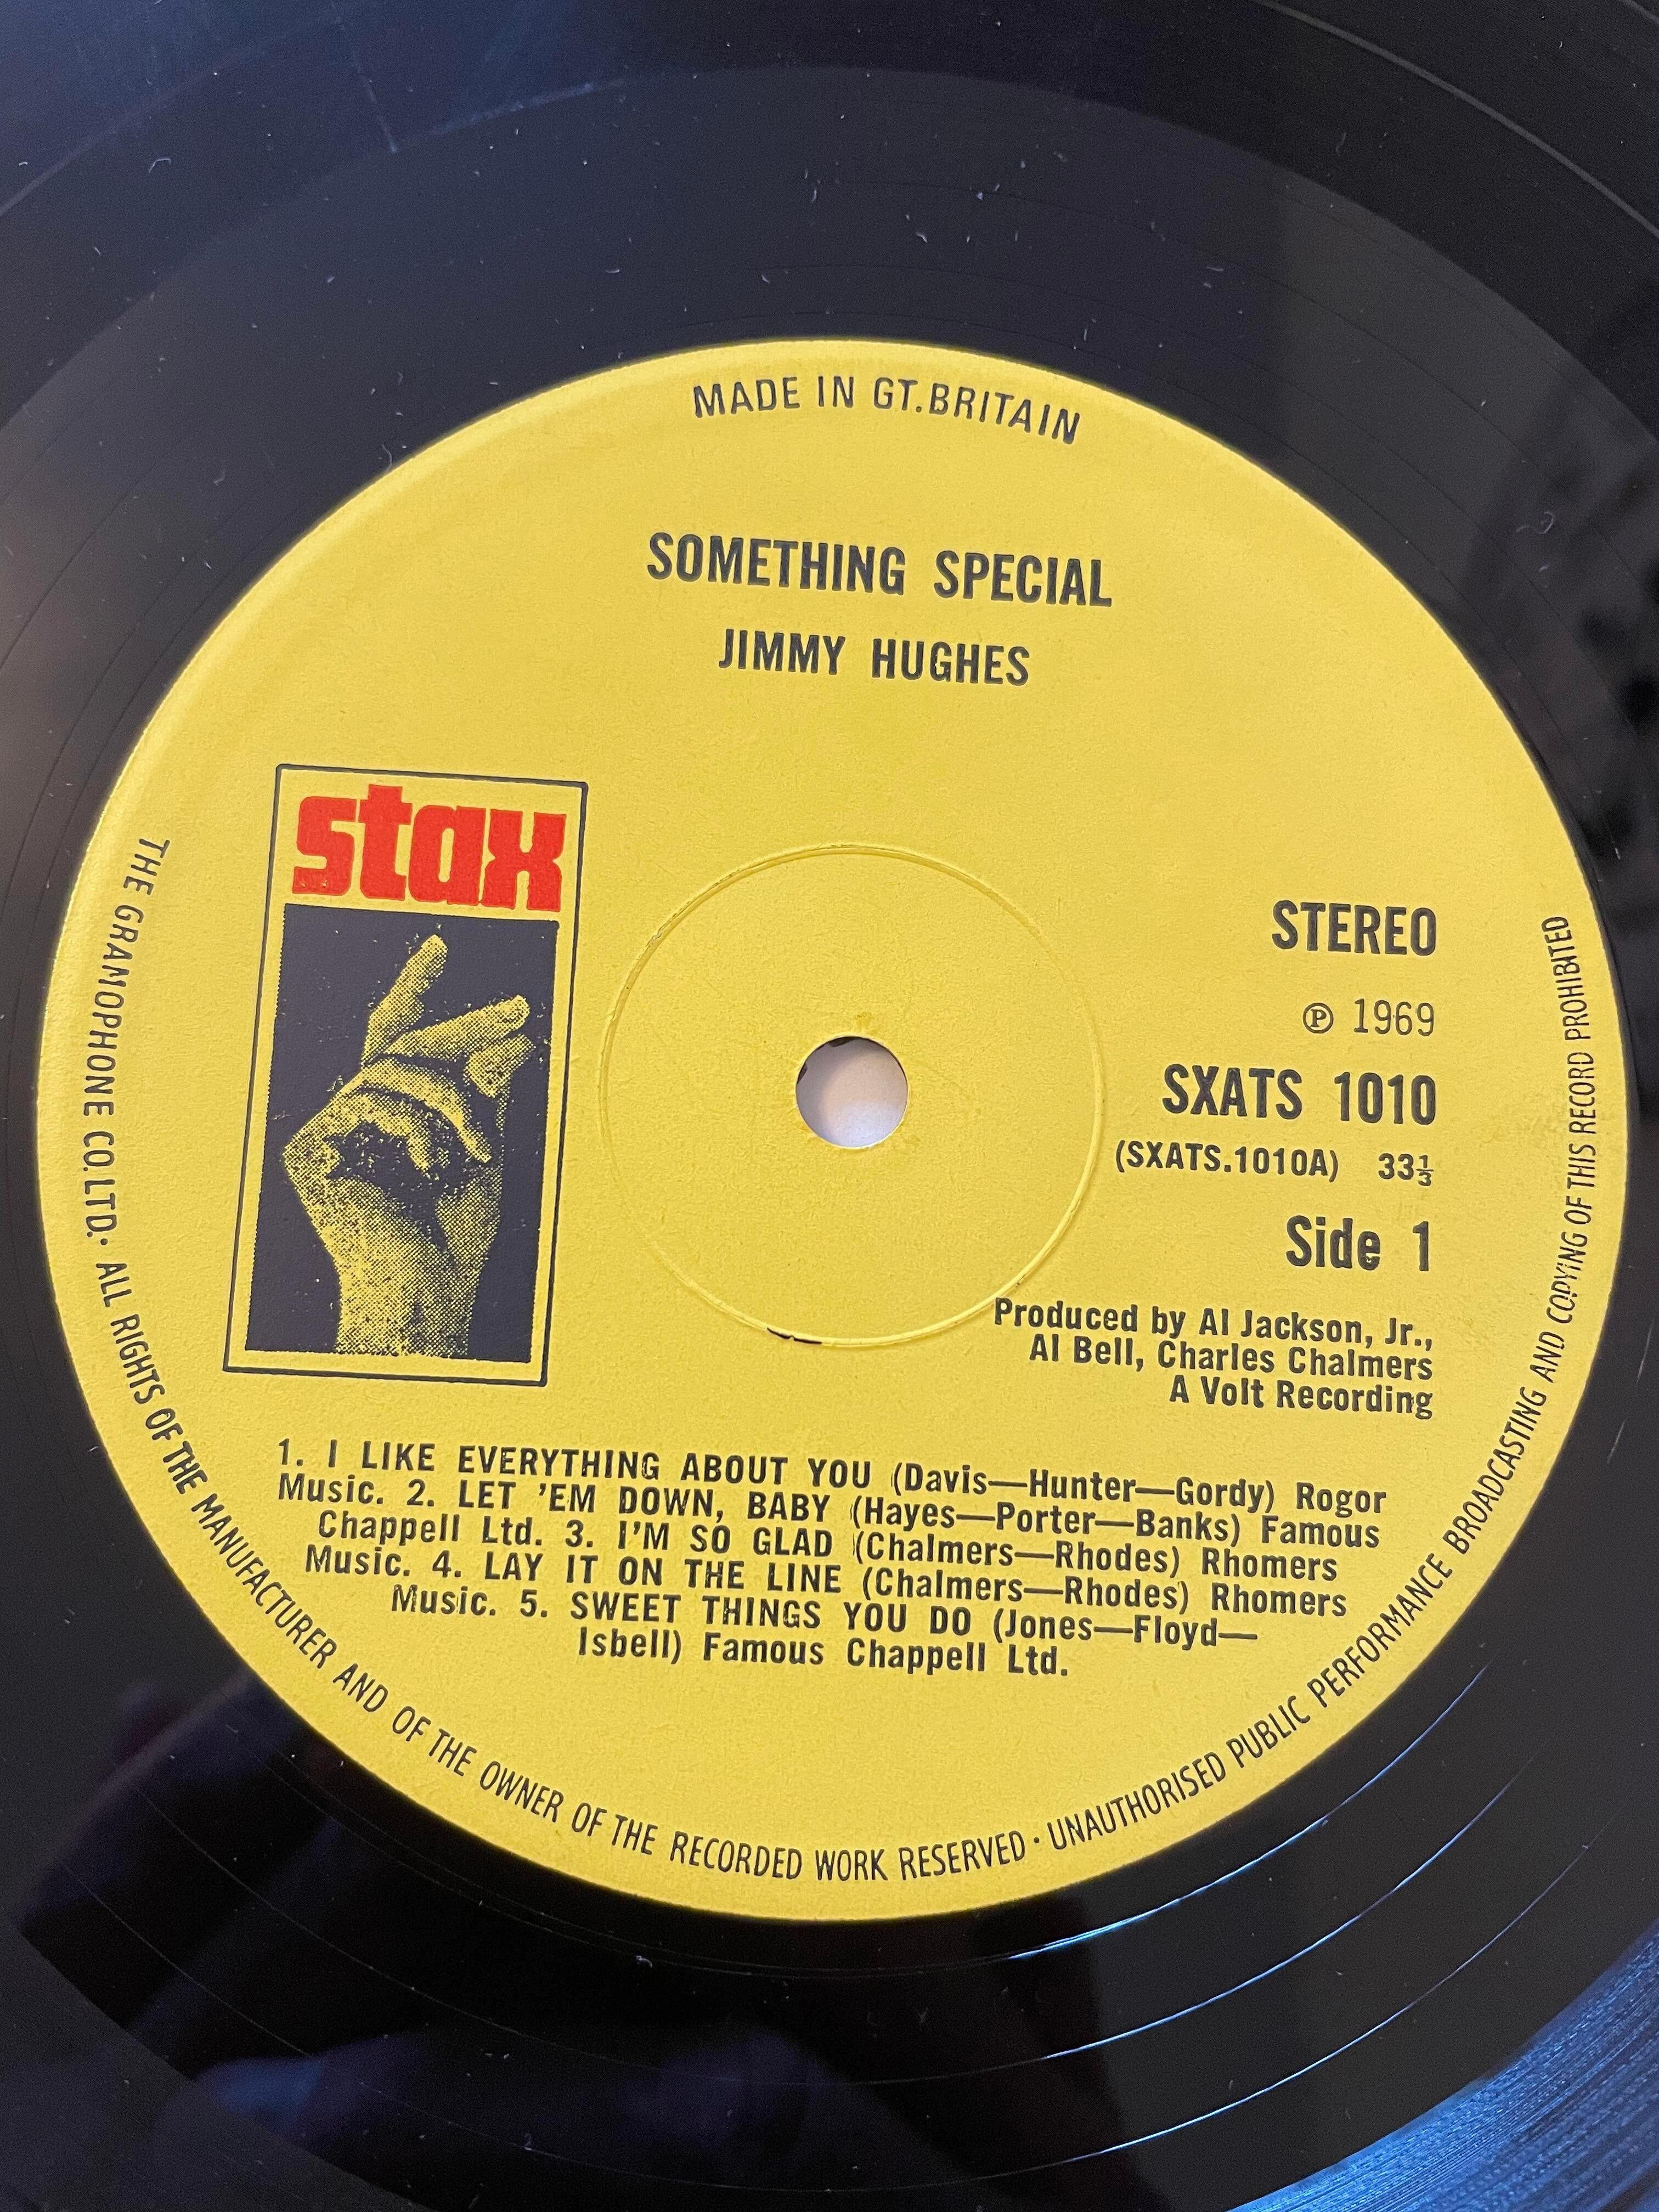 MADE IN GT.BRITAIN
SOMETHING SPECIAL
JIMMY HUGHES
stax
STEREO
℗ 1969
SXATS 1010
(SXATS.1010A) 33⅓
Side 1
Produced by Al Jackson, Jr.,
Al Bell, Charles Chalmers
A Volt Recording
1. I LIKE EVERYTHING ABOUT YOU (Davis—Hunter—Gordy) Rogor
Music. 2. LET 'EM DOWN, BABY (Hayes—Porter—Banks) Famous
Chappell Ltd. 3. I'M SO GLAD (Chalmers—Rhodes) Rhomers
Music. 4. LAY IT ON THE LINE (Chalmers—Rhodes) Rhomers
Music. 5. SWEET THINGS YOU DO (Jones—Floyd—
Isbell) Famous Chappell Ltd.
THE GRAMOPHONE CO.LTD. · ALL RIGHTS OF THE MANUFACTURER AND OF THE OWNER OF THE RECORDED WORK RESERVED · UNAUTHORISED PUBLIC PERFORMANCE BROADCASTING AND COPYING OF THIS RECORD PROHIBITED